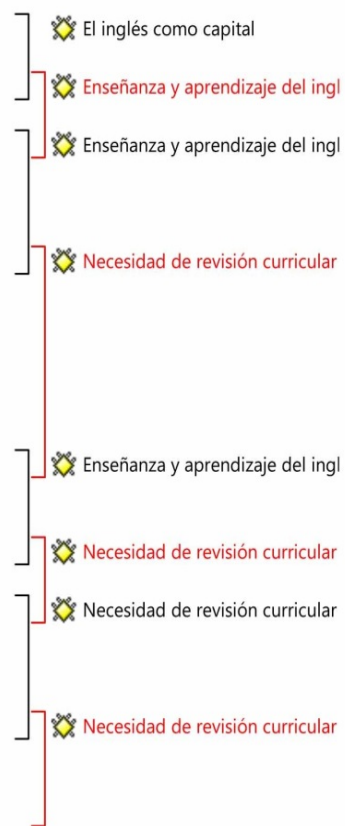 El inglés como capital
Enseñanza y aprendizaje del ingl
Enseñanza y aprendizaje del ingl
Necesidad de revisión curricular
Enseñanza y aprendizaje del ingl
Necesidad de revisión curricular
Necesidad de revisión curricular
Necesidad de revisión curricular